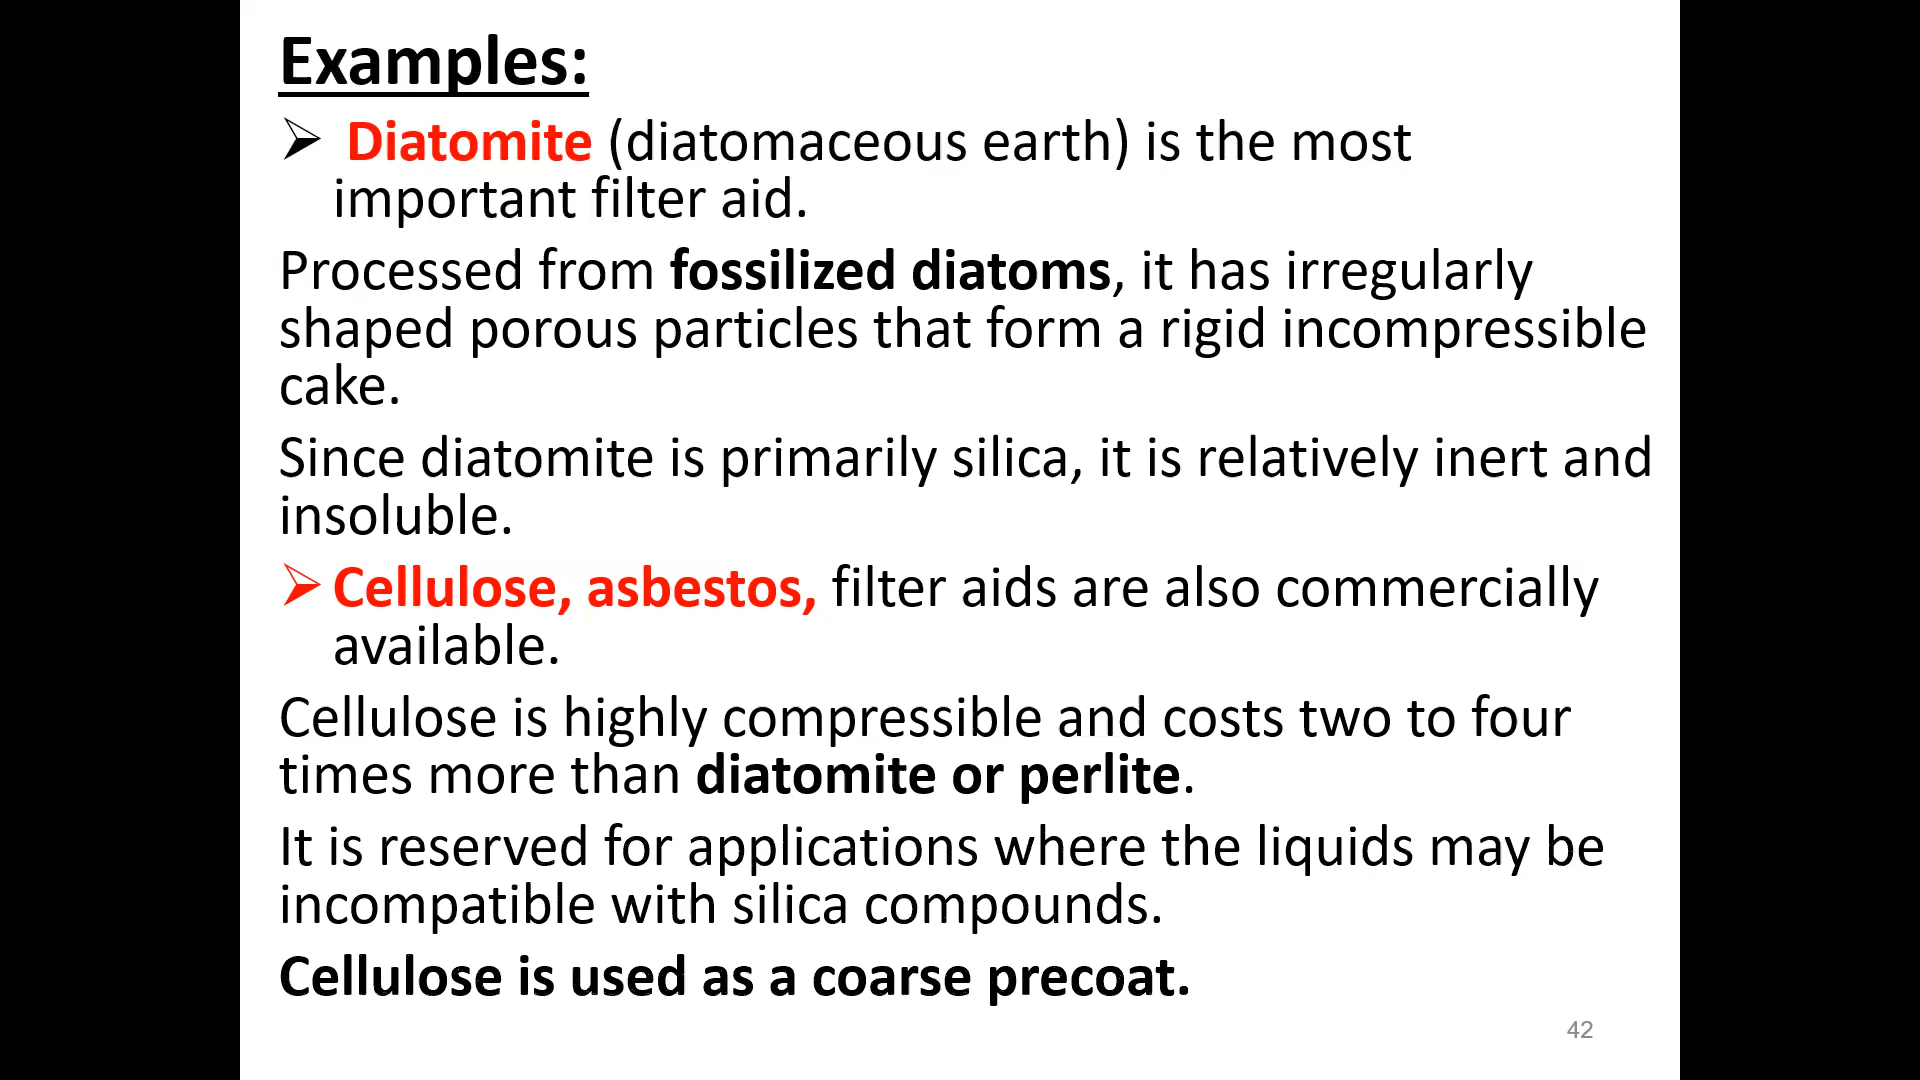 Examples:
➢ Diatomite (diatomaceous earth) is the most
important filter aid.
Processed from fossilized diatoms, it has irregularly
shaped porous particles that form a rigid incompressible
cake.
Since diatomite is primarily silica, it is relatively inert and
insoluble.
➢ Cellulose, asbestos, filter aids are also commercially
available.
Cellulose is highly compressible and costs two to four
times more than diatomite or perlite.
It is reserved for applications where the liquids may be
incompatible with silica compounds.
Cellulose is used as a coarse precoat.
42